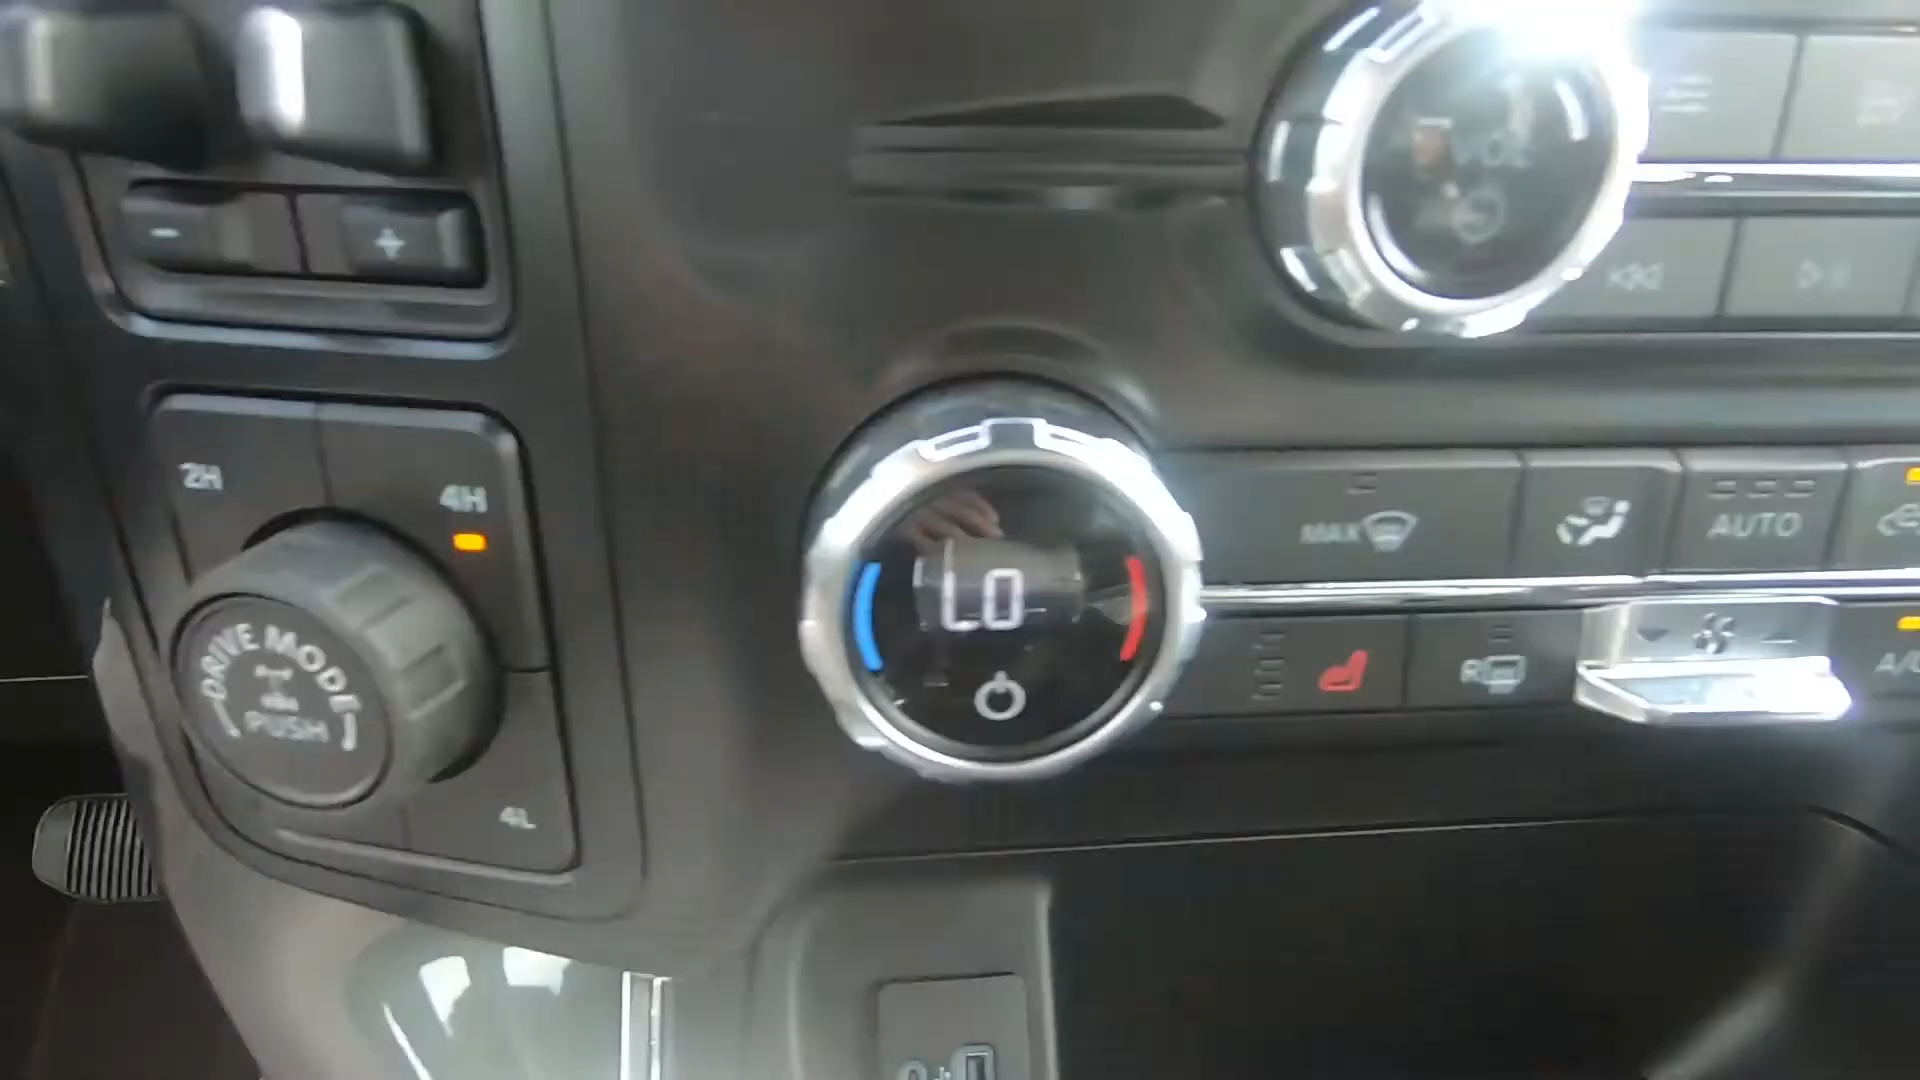 VOL
- +
2H
4H
DRIVE MODE
PUSH
4L
LO
MAX
AUTO
R
A/